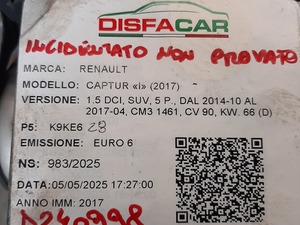 DISFACAR
INCIDENTATO NON PROVATO
MARCA: RENAULT
MODELLO: CAPTUR «I» (2017)
VERSIONE: 1.5 DCI, SUV, 5 P., DAL 2014-10 AL
2017-04, CM3 1461, CV 90, KW. 66 (D)
P5: K9KE6 28
EMISSIONE: EURO 6
NS: 983/2025
DATA:05/05/2025 17:27:00
ANNO IMM: 2017